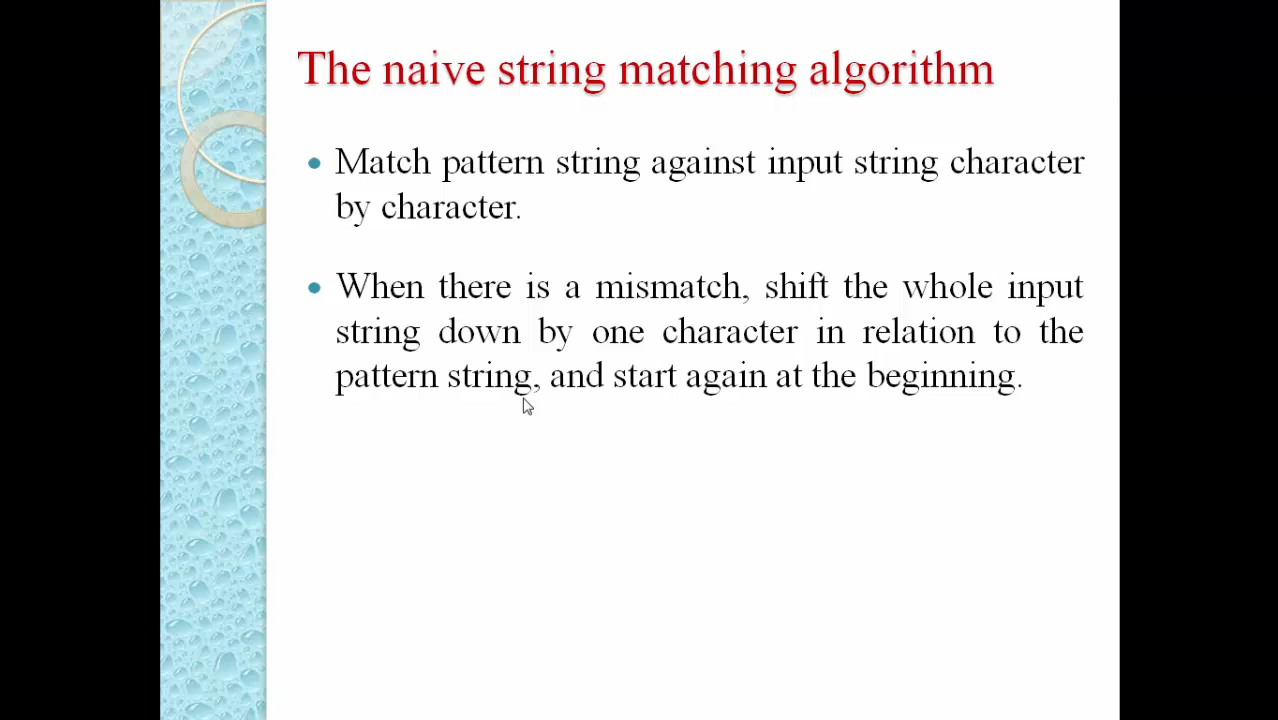 The naive string matching algorithm
Match pattern string against input string character
by character.
When there is a mismatch, shift the whole input
string down by one character in relation to the
pattern string, and start again at the beginning.